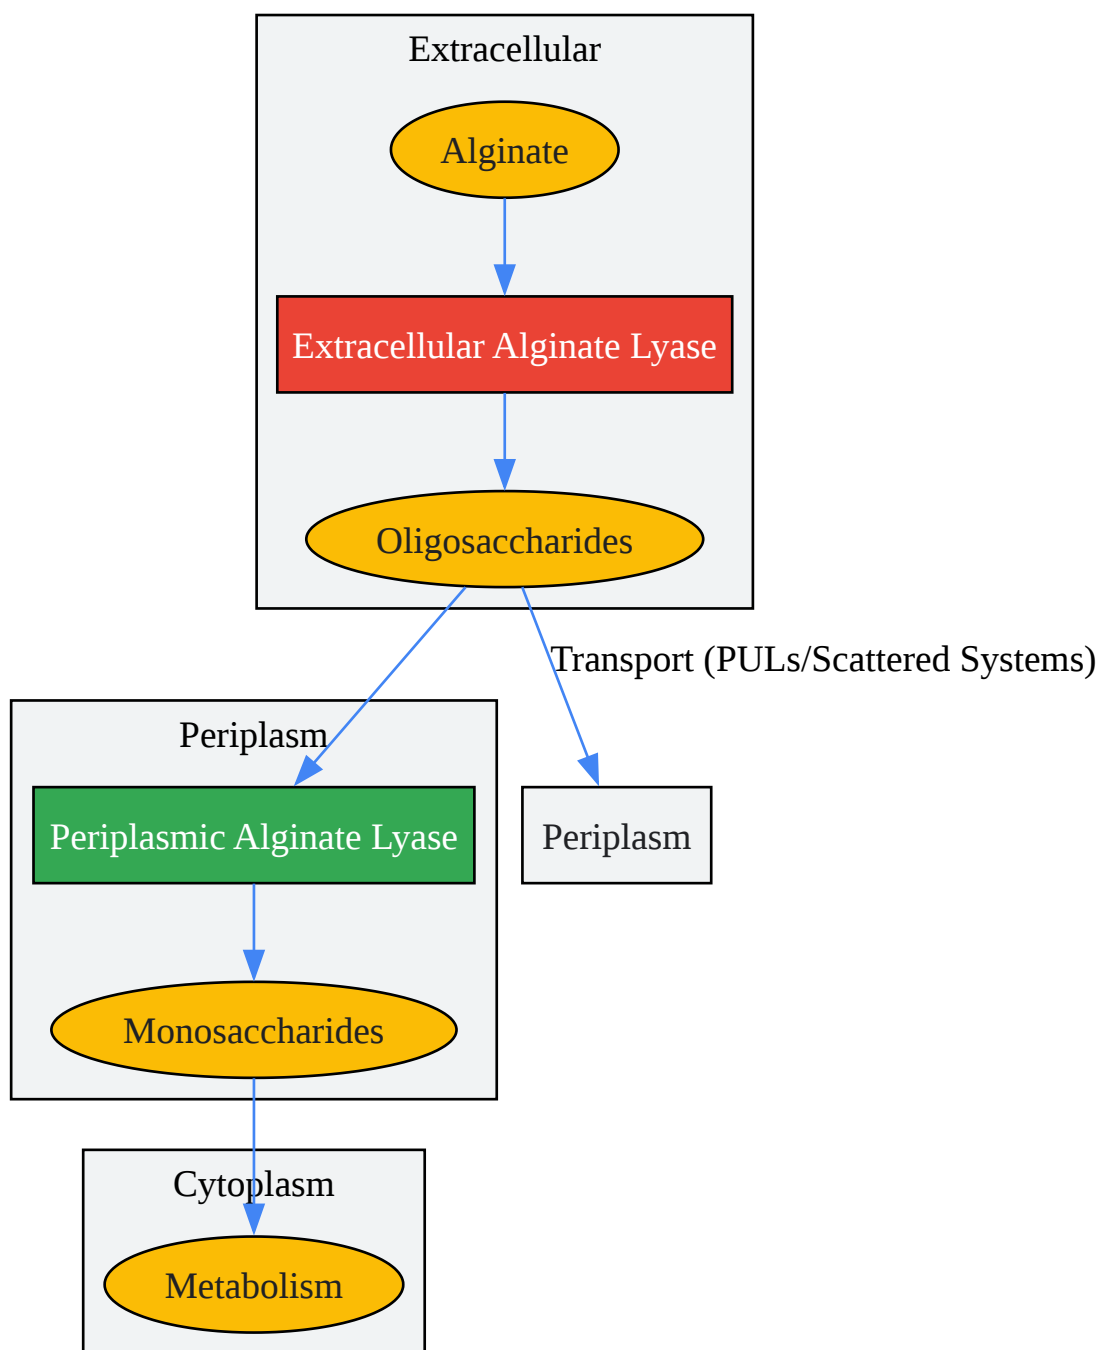 Extracellular
Alginate
Extracellular Alginate Lyase
Oligosaccharides
Transport (PULs/Scattered Systems)
Periplasm
Periplasmic Alginate Lyase
Periplasm
Monosaccharides
Cytoplasm
Metabolism